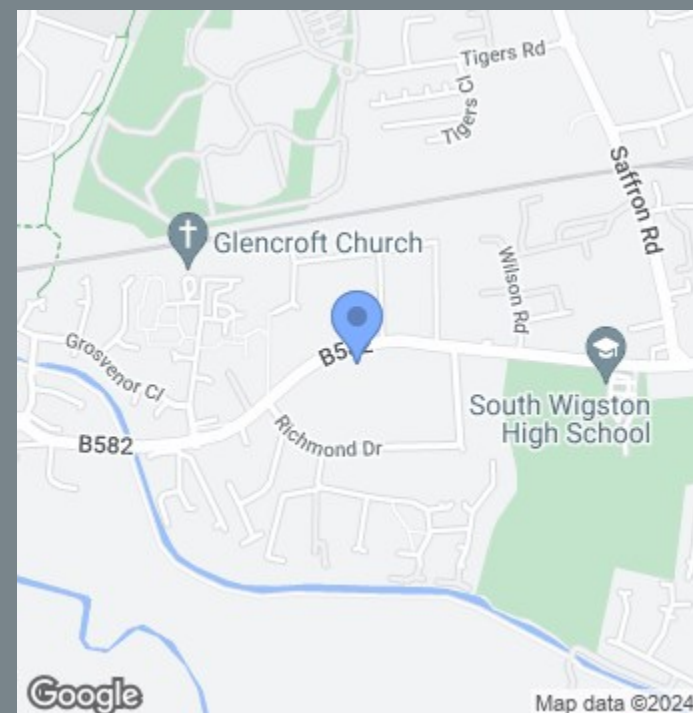 Tigers Rd
Tigers Cl
Saffron Rd
Glencroft Church
Wilson Rd
Grosvenor Cl
B582
South Wigston
High School
Richmond Dr
B582
Google
Map data ©2024